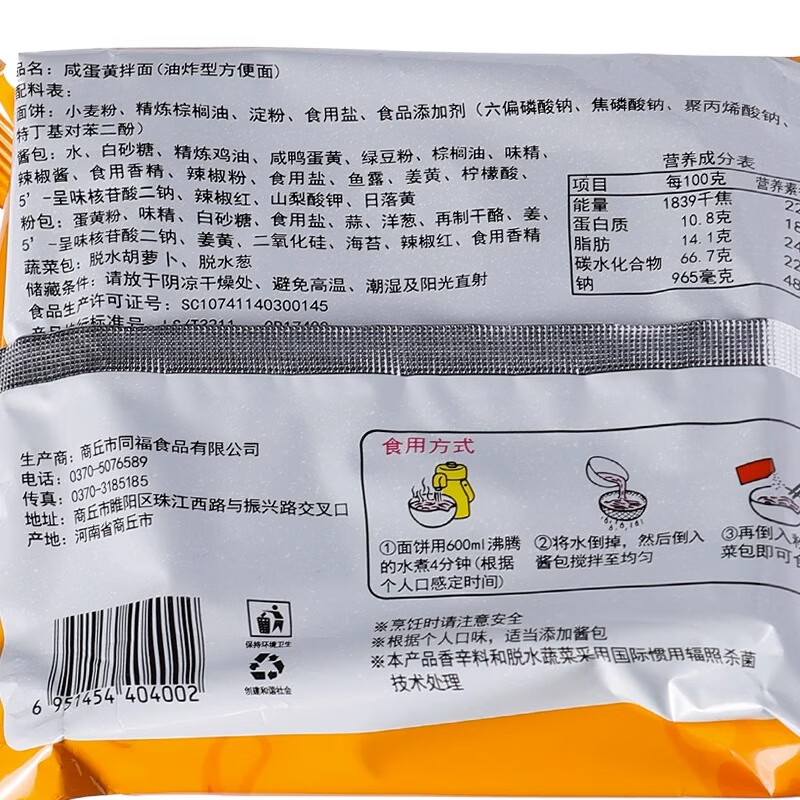 品名：咸蛋黄拌面(油炸型方便面)
配料表：
面饼：小麦粉、精炼棕榈油、淀粉、食用盐、食品添加剂（六偏磷酸钠、焦磷酸钠、聚丙烯酸钠、
特丁基对苯二酚）
酱包：水、白砂糖、精炼鸡油、咸鸭蛋黄、绿豆粉、棕榈油、味精、
辣椒酱、食用香精、辣椒粉、食用盐、鱼露、姜黄、柠檬酸、
5'-呈味核苷酸二钠、辣椒红、山梨酸钾、日落黄
粉包：蛋黄粉、味精、白砂糖、食用盐、蒜、洋葱、再制干酪、姜、
5'-呈味核苷酸二钠、姜黄、二氧化硅、海苔、辣椒红、食用香精
蔬菜包：脱水胡萝卜、脱水葱
储藏条件：请放于阴凉干燥处、避免高温、潮湿及阳光直射
食品生产许可证号：SC10741140300145
营养成分表
项目 每100克 营养素
能量 1839千焦 22
蛋白质 10.8克 18
脂肪 14.1克 24
碳水化合物 66.7克 22
钠 965毫克 48
生产商：商丘市同福食品有限公司
电话：0370-5076589
传真：0370-3185185
地址：商丘市睢阳区珠江西路与振兴路交叉口
产地：河南省商丘市
食用方式
①面饼用600ml沸腾
的水煮4分钟(根据
个人口感定时间)
②将水倒掉，然后倒入
酱包搅拌至均匀
③再倒入粉
菜包即可食
※烹饪时请注意安全
※根据个人口味，适当添加酱包
※本产品香辛料和脱水蔬菜采用国际惯用辐照杀菌
技术处理
保持环境卫生
创建和谐社会
6 951454 404002